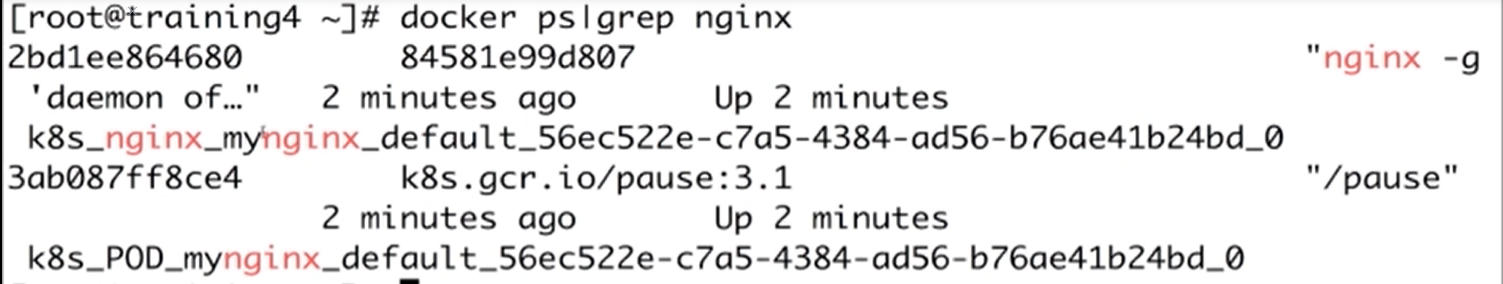 [root@training4 ~]# docker ps|grep nginx
2bd1ee864680        84581e99d807                                  "nginx -g
 'daemon of…"   2 minutes ago       Up 2 minutes
 k8s_nginx_mynginx_default_56ec522e-c7a5-4384-ad56-b76ae41b24bd_0
3ab087ff8ce4        k8s.gcr.io/pause:3.1                          "/pause"
                2 minutes ago       Up 2 minutes
 k8s_POD_mynginx_default_56ec522e-c7a5-4384-ad56-b76ae41b24bd_0